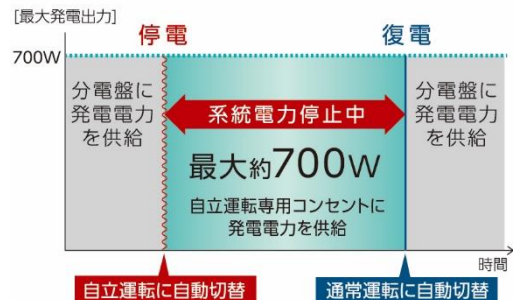 [最大発電出力]
停電
復電
700W
分電盤に
発電電力
を供給
系統電力停止中
最大約700W
自立運転専用コンセントに
発電電力を供給
分電盤に
発電電力
を供給
時間
自立運転に自動切替
通常運転に自動切替